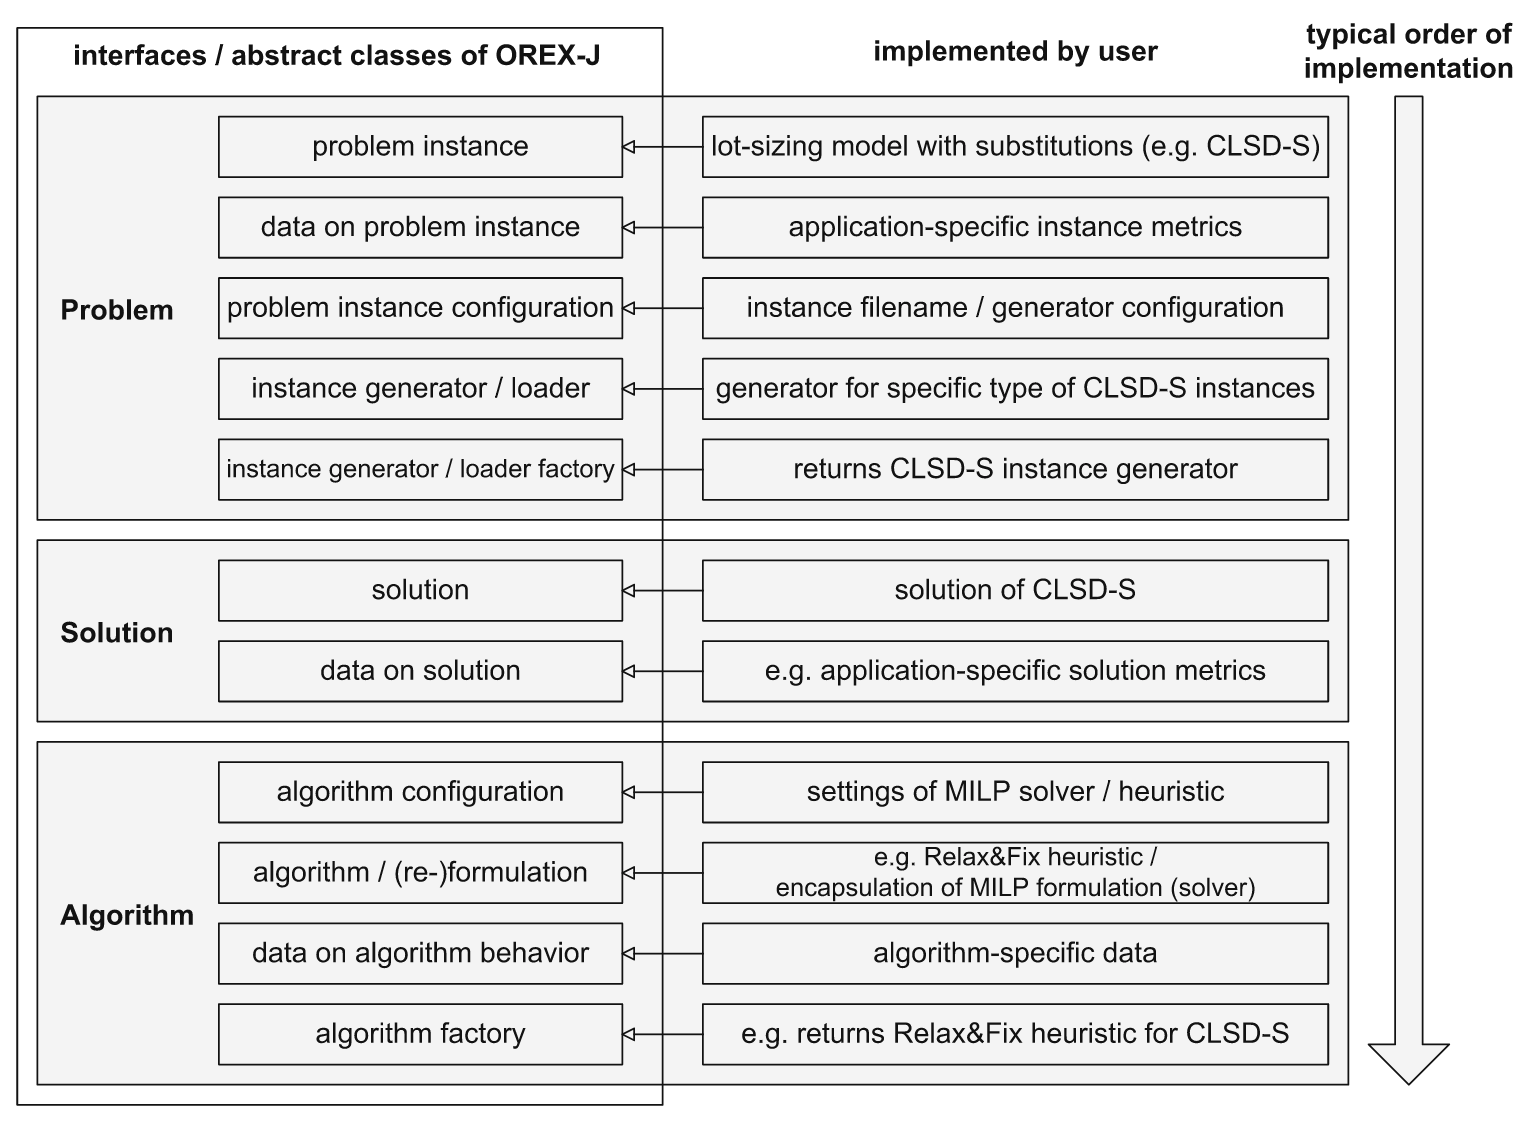 interfaces / abstract classes of OREX-J
implemented by user
typical order of
implementation
Problem
problem instance
lot-sizing model with substitutions (e.g. CLSD-S)
data on problem instance
application-specific instance metrics
problem instance configuration
instance filename / generator configuration
instance generator / loader
generator for specific type of CLSD-S instances
instance generator / loader factory
returns CLSD-S instance generator
Solution
solution
solution of CLSD-S
data on solution
e.g. application-specific solution metrics
Algorithm
algorithm configuration
settings of MILP solver / heuristic
algorithm / (re-)formulation
e.g. Relax&Fix heuristic /
encapsulation of MILP formulation (solver)
data on algorithm behavior
algorithm-specific data
algorithm factory
e.g. returns Relax&Fix heuristic for CLSD-S